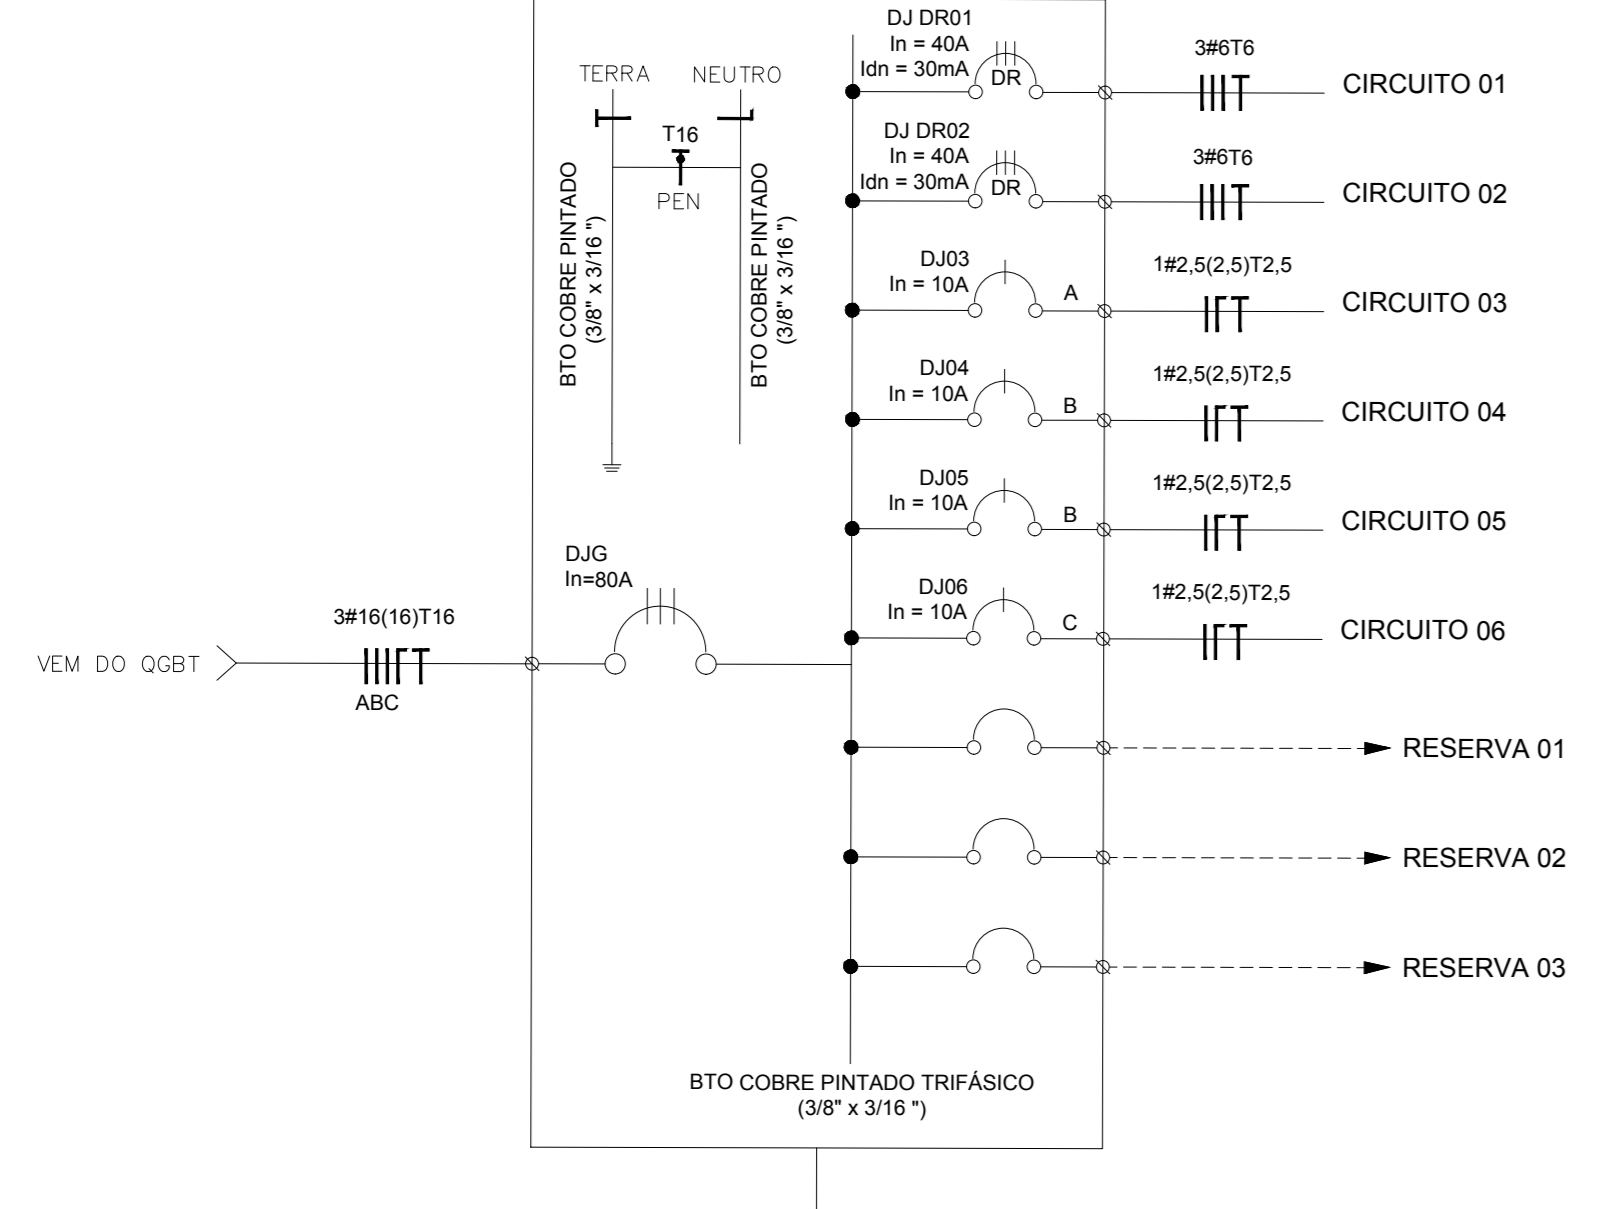 DJ DR01
In = 40A
Idn = 30mA
DR
3#6T6
CIRCUITO 01
TERRA
NEUTRO
T16
PEN
BTO COBRE PINTADO
(3/8" x 3/16 ")
BTO COBRE PINTADO
(3/8" x 3/16 ")
DJ DR02
In = 40A
Idn = 30mA
DR
3#6T6
CIRCUITO 02
DJ03
In = 10A
A
1#2,5(2,5)T2,5
CIRCUITO 03
DJ04
In = 10A
B
1#2,5(2,5)T2,5
CIRCUITO 04
DJ05
In = 10A
B
1#2,5(2,5)T2,5
CIRCUITO 05
DJG
In=80A
DJ06
In = 10A
C
1#2,5(2,5)T2,5
CIRCUITO 06
3#16(16)T16
VEM DO QGBT
ABC
RESERVA 01
RESERVA 02
RESERVA 03
BTO COBRE PINTADO TRIFÁSICO
(3/8" x 3/16 ")